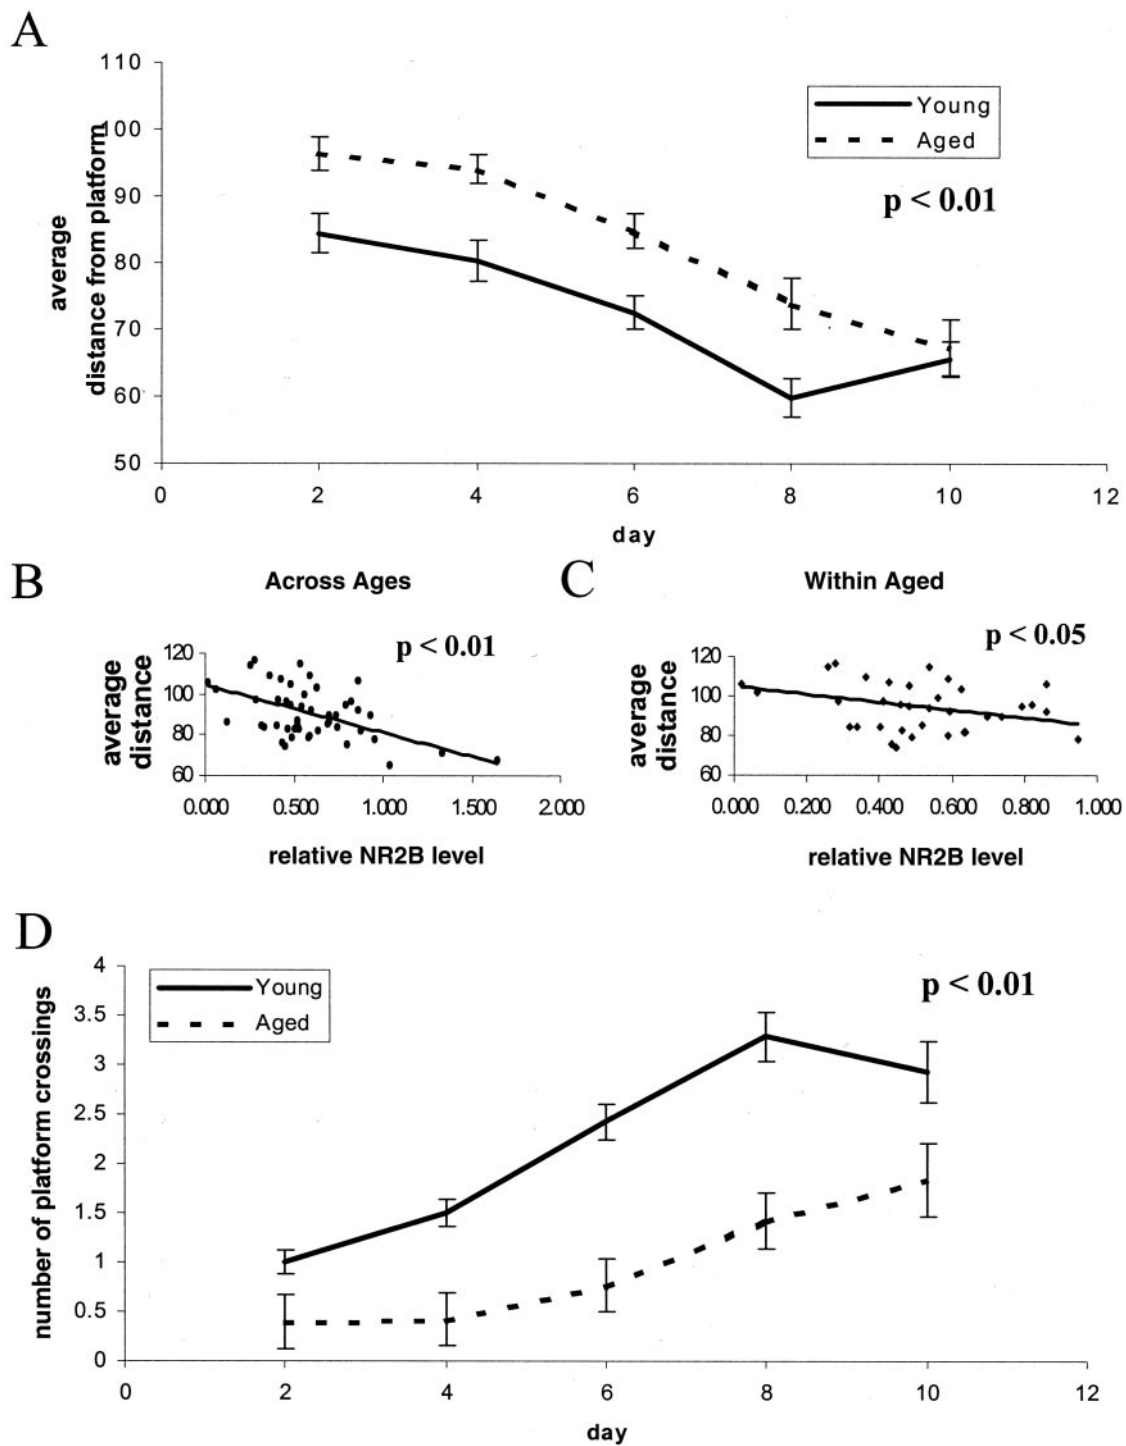 A
110
100
90
80
70
60
50
average
distance from platform
Young
Aged
p < 0.01
0 2 4 6 8 10 12
day
B
Across Ages
p < 0.01
120
100
80
60
average
distance
0.000 0.500 1.000 1.500 2.000
relative NR2B level
C
Within Aged
p < 0.05
120
100
80
60
average
distance
0.000 0.200 0.400 0.600 0.800 1.000
relative NR2B level
D
4
3.5
3
2.5
2
1.5
1
0.5
0
number of platform crossings
Young
Aged
p < 0.01
0 2 4 6 8 10 12
day